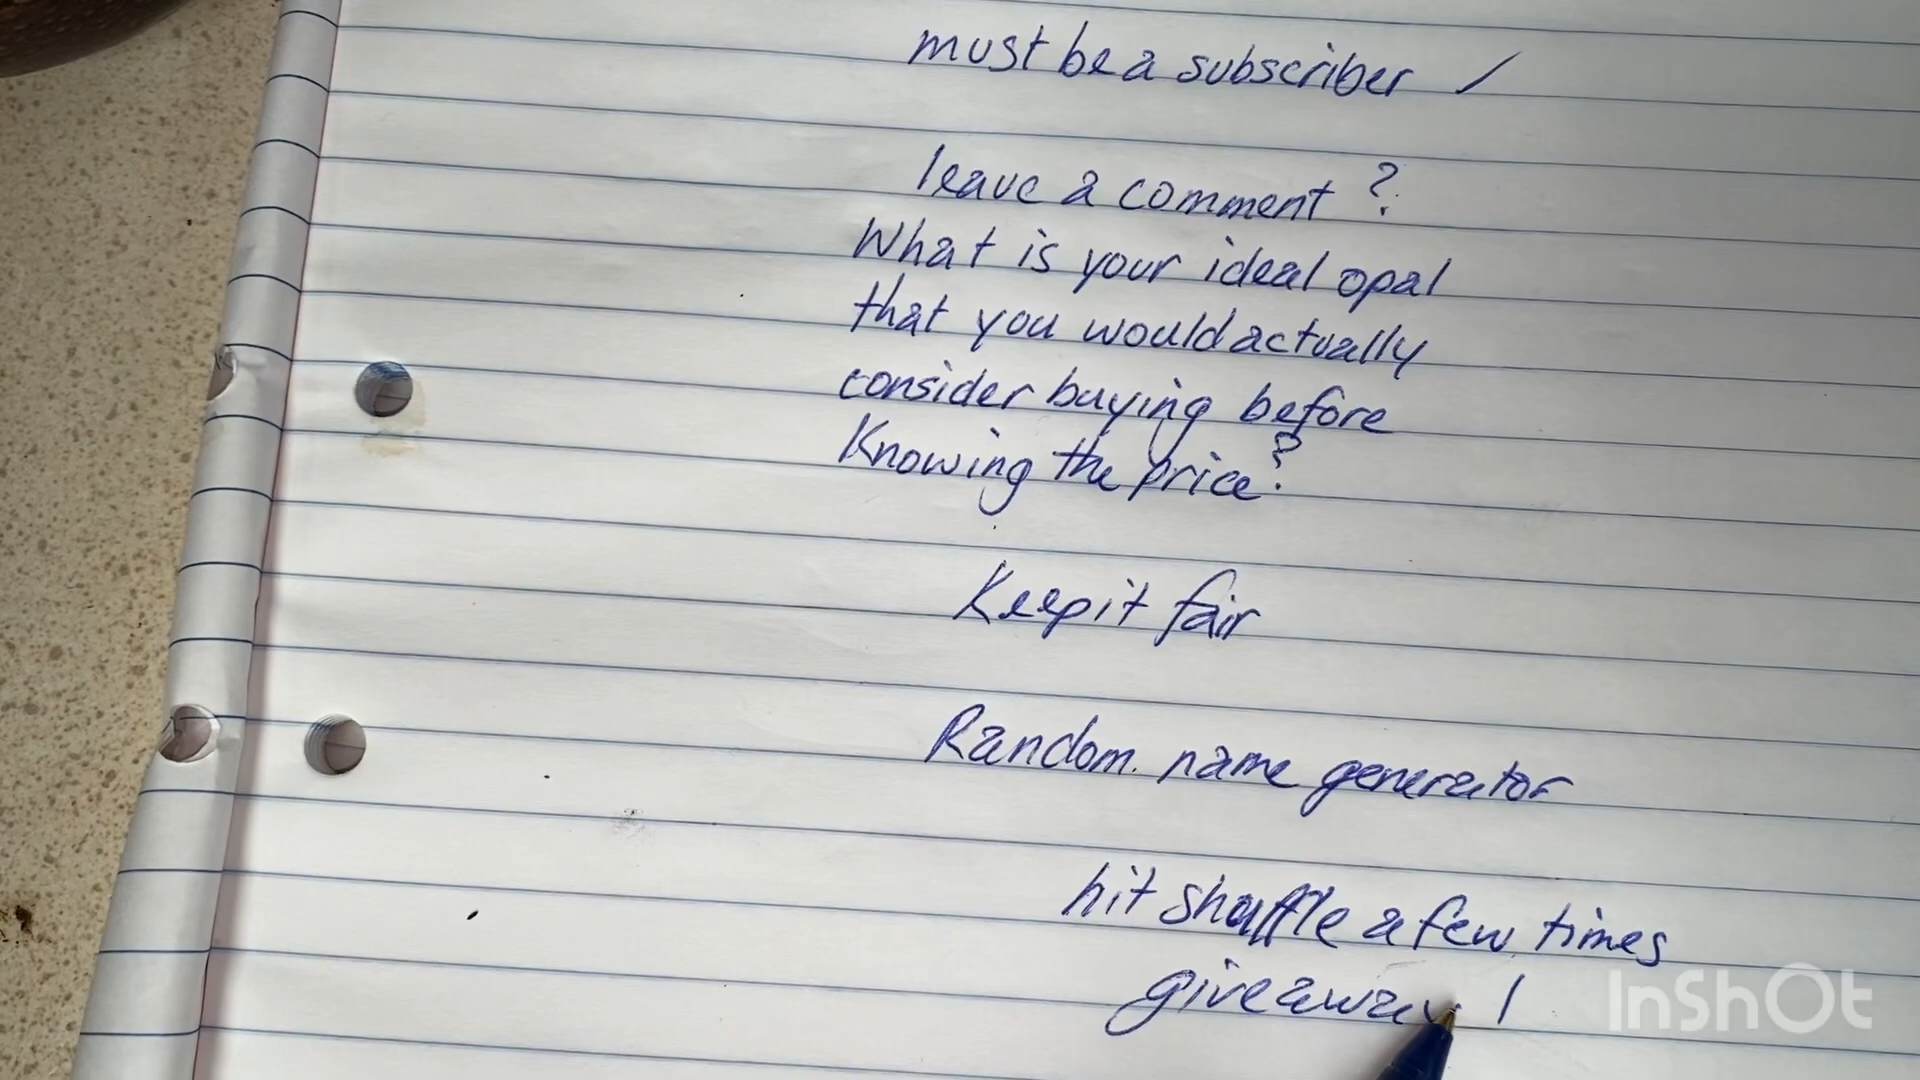 must be a subscriber /
leave a comment ?
What is your ideal opal
that you would actually
consider buying before
Knowing the price?
Keep it fair
Random name generator
hit shuffle a few times
giveaway 1
InShOt